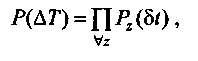 P(ΔT) = ∏_{∀z} P_z(δt),